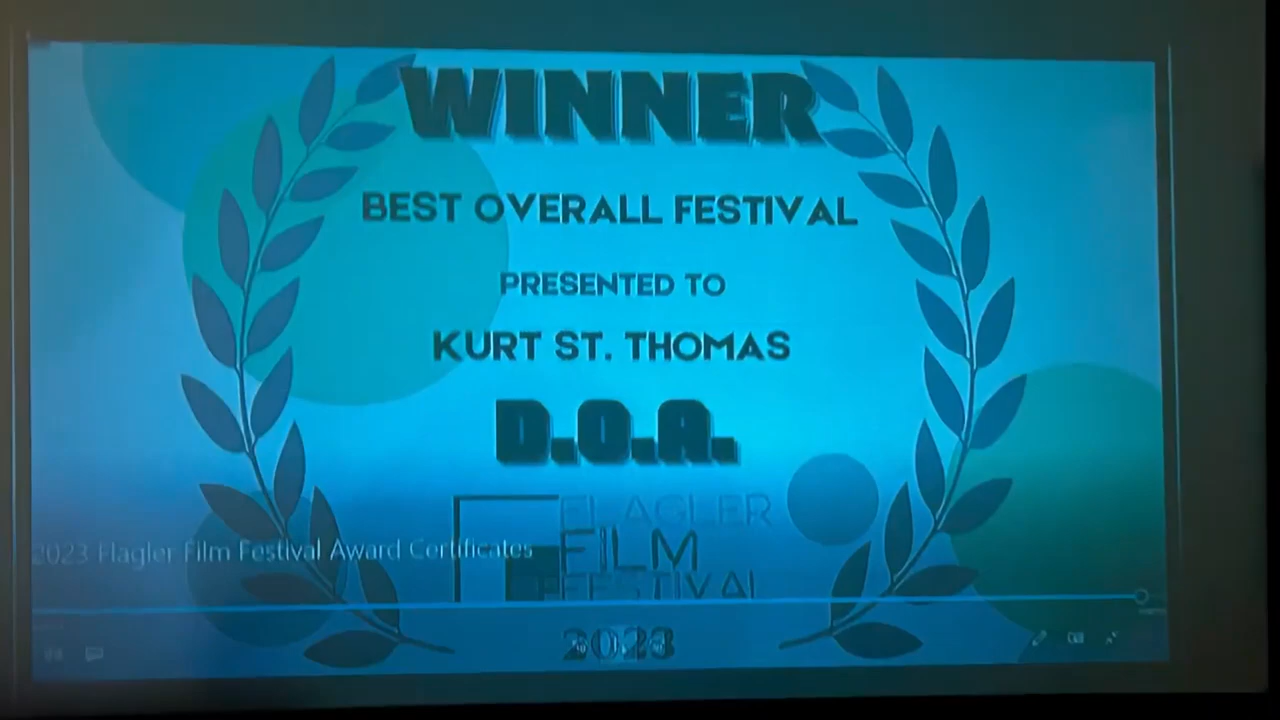 WINNER
BEST OVERALL FESTIVAL
PRESENTED TO
KURT ST. THOMAS
D.O.A.
FLAGLER
FILM
FESTIVAL
2023 Flagler Film Festival Award Certificates
2023